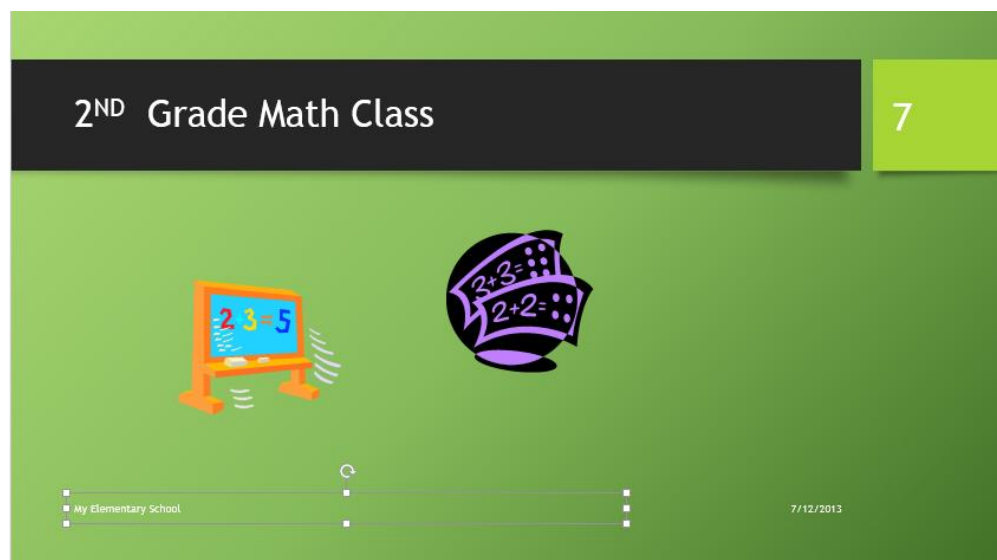 2ND Grade Math Class
7
3+3=
2+2=
2 3=5
My Elementary School
7/12/2013